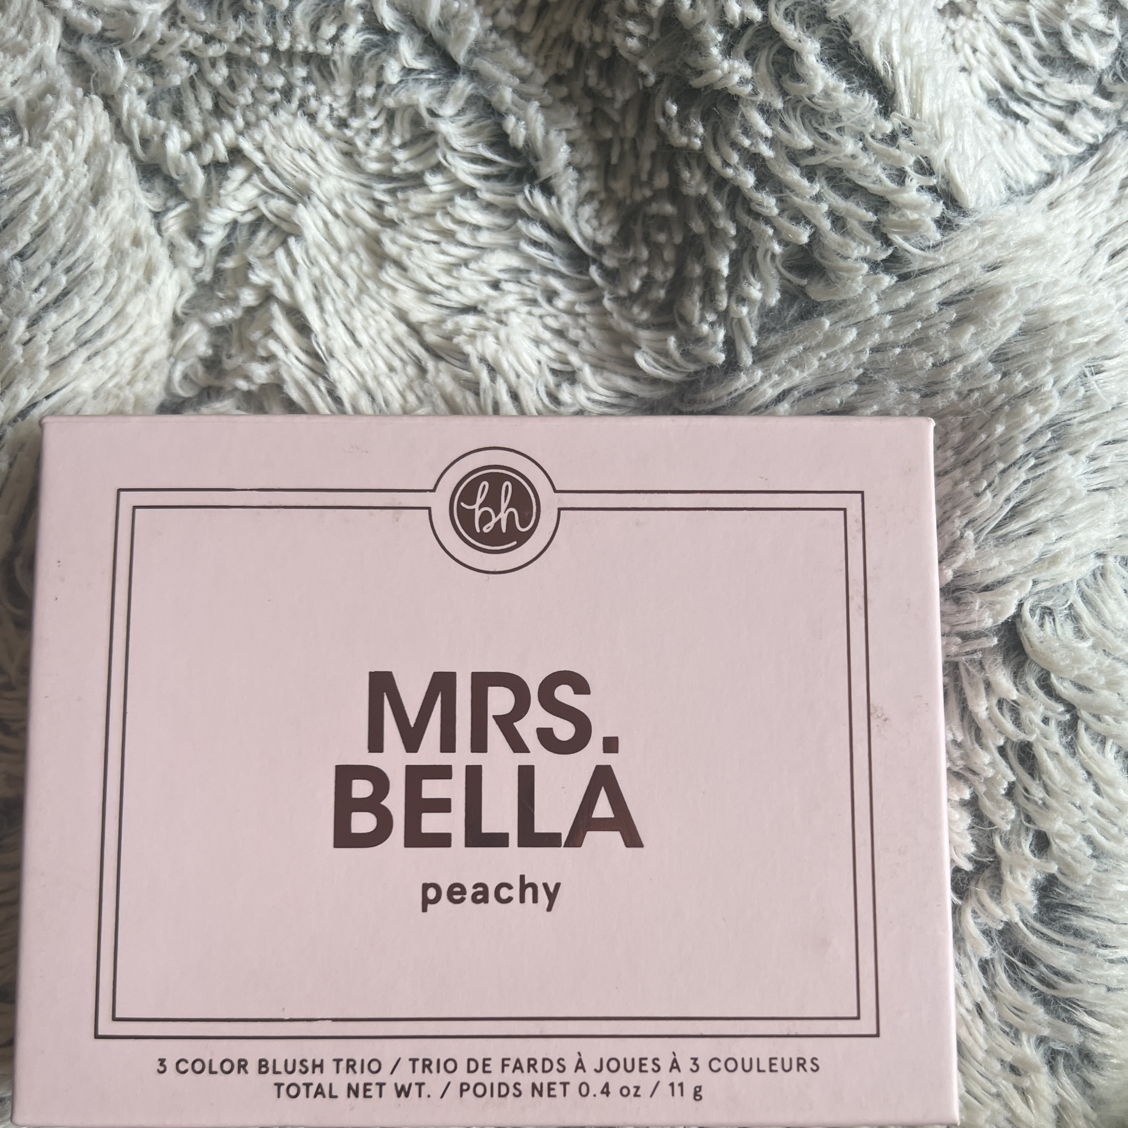 bh
MRS.
BELLA
peachy
3 COLOR BLUSH TRIO / TRIO DE FARDS À JOUES À 3 COULEURS
TOTAL NET WT. / POIDS NET 0.4 oz / 11 g